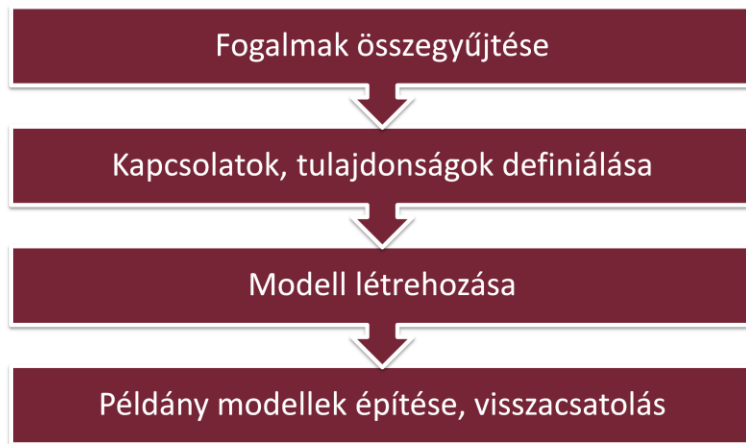 Fogalmak összegyűjtése
Kapcsolatok, tulajdonságok definiálása
Modell létrehozása
Példány modellek építése, visszacsatolás